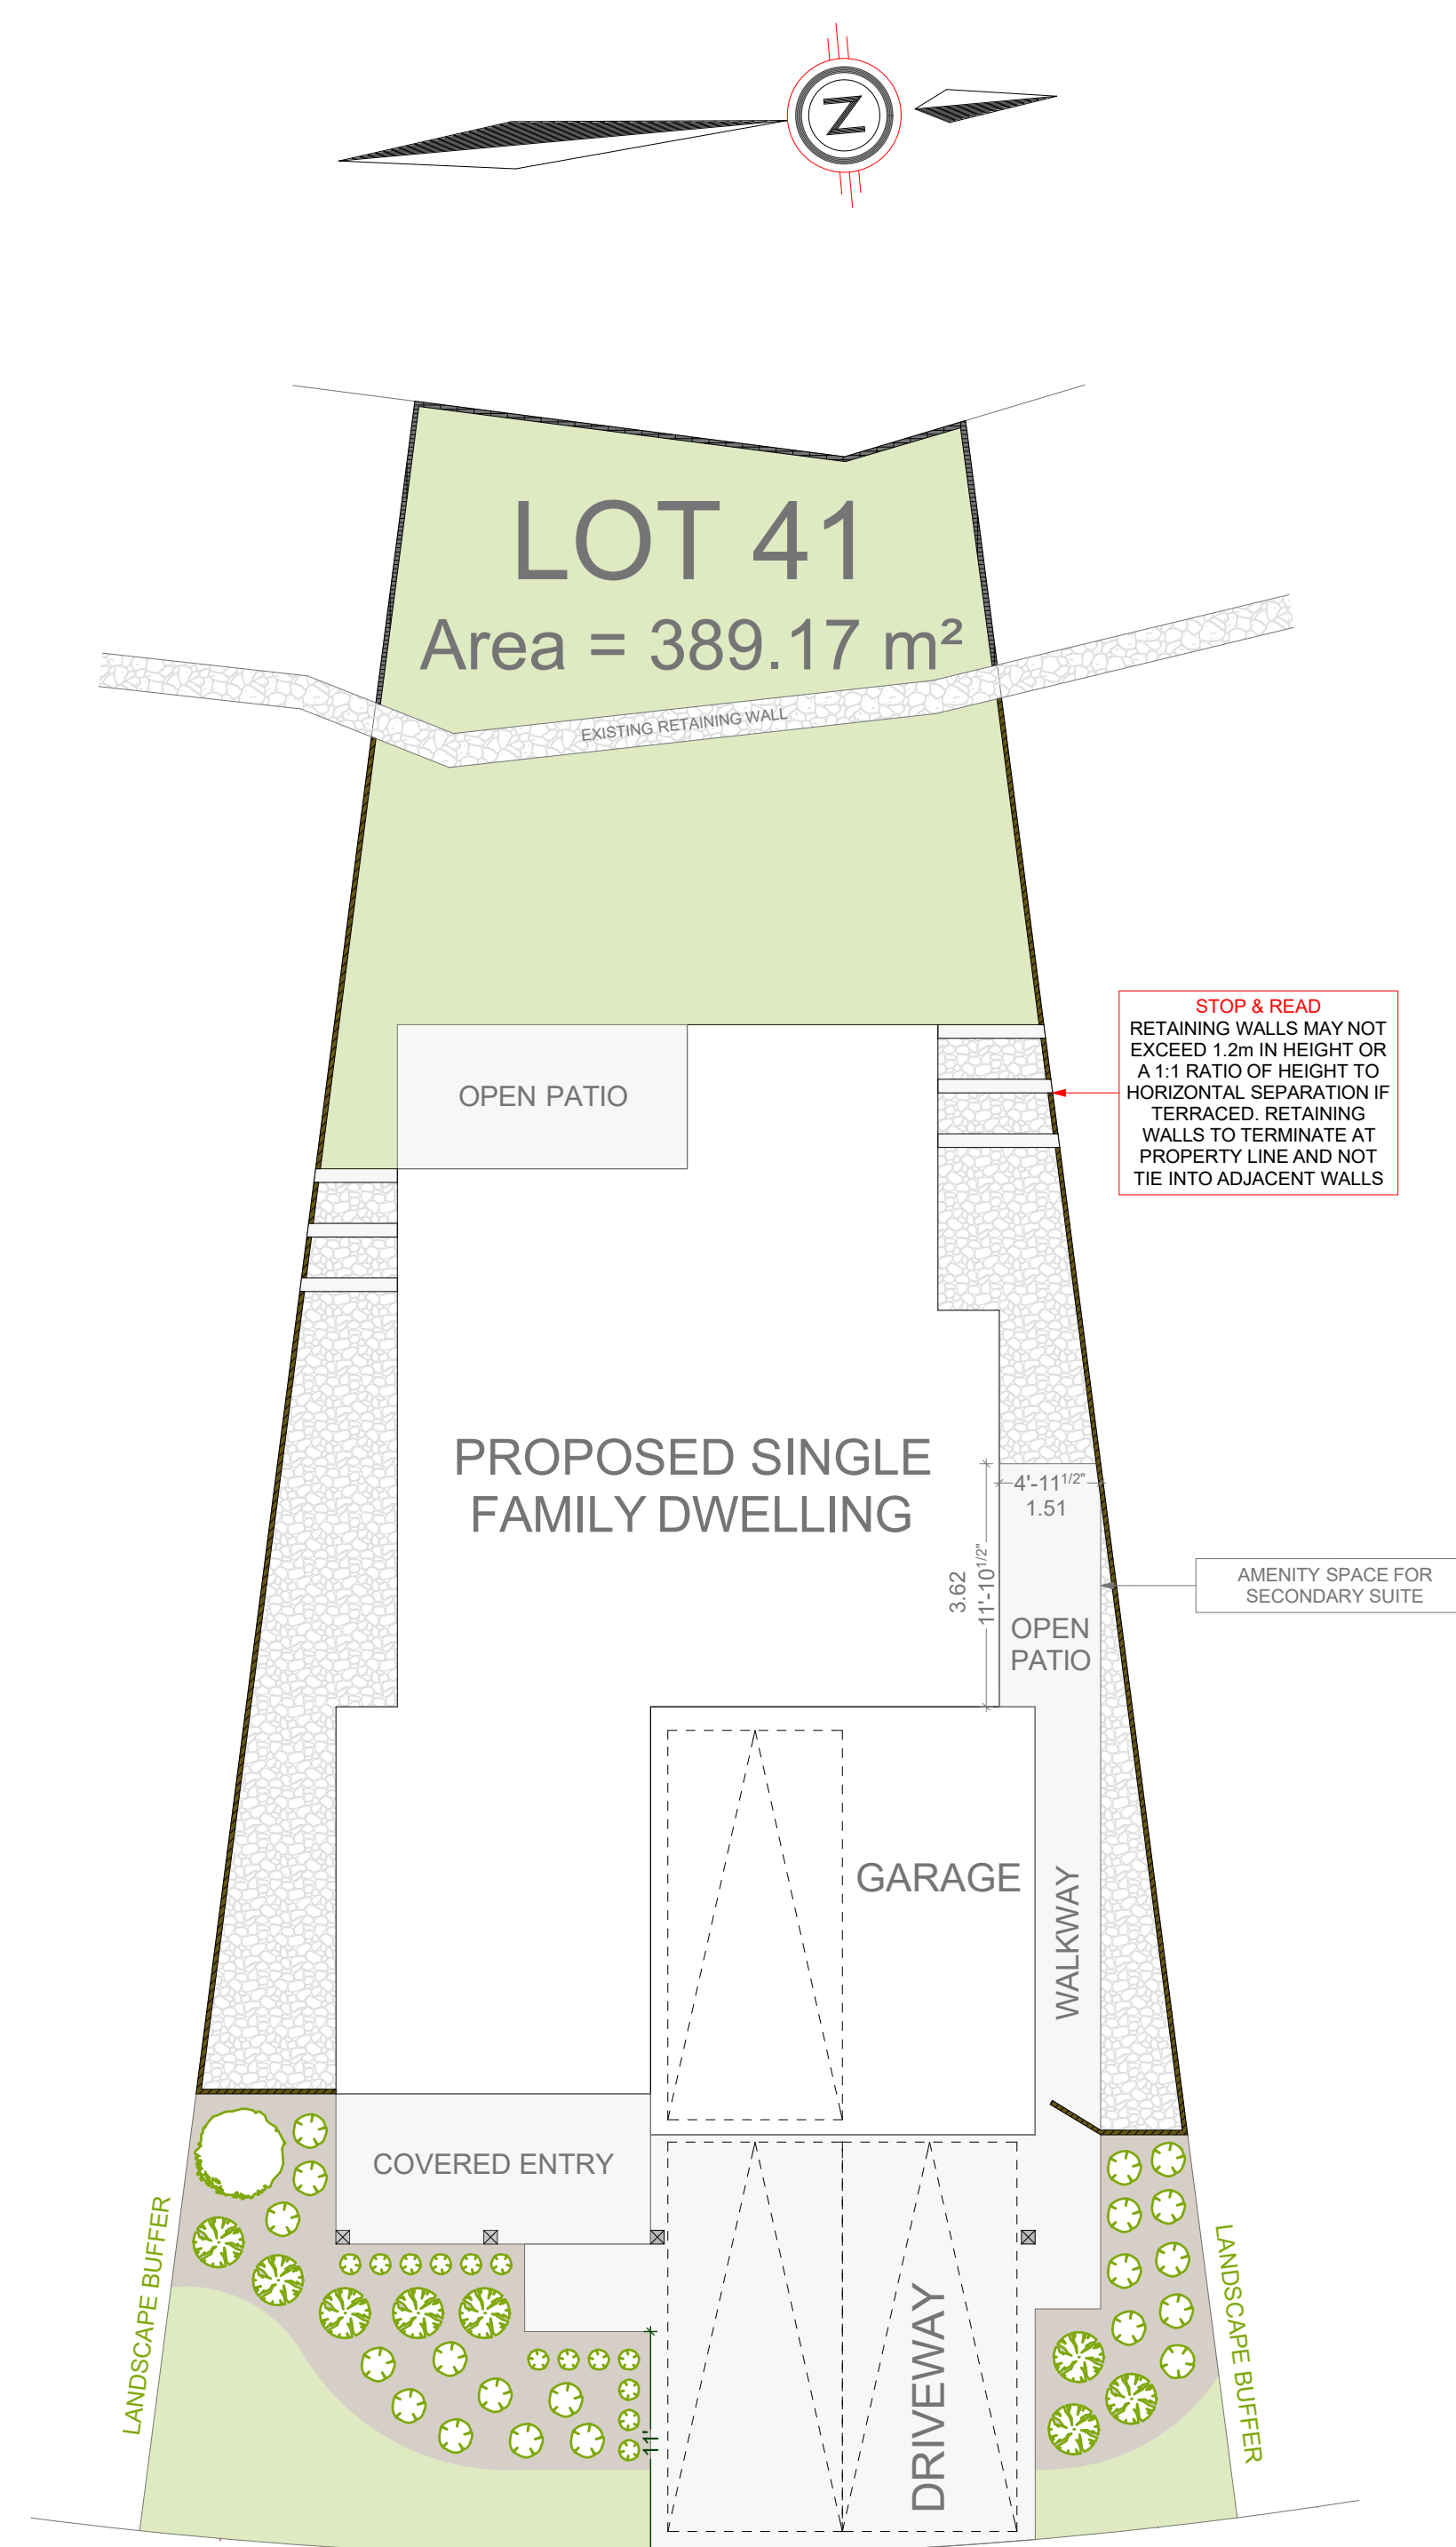 N
LOT 41
Area = 389.17 m²
EXISTING RETAINING WALL
STOP & READ
RETAINING WALLS MAY NOT
EXCEED 1.2m IN HEIGHT OR
A 1:1 RATIO OF HEIGHT TO
HORIZONTAL SEPARATION IF
TERRACED. RETAINING
WALLS TO TERMINATE AT
PROPERTY LINE AND NOT
TIE INTO ADJACENT WALLS
OPEN PATIO
PROPOSED SINGLE
FAMILY DWELLING
4'-11 1/2"
1.51
3.62
11'-10 1/2"
AMENITY SPACE FOR
SECONDARY SUITE
OPEN
PATIO
GARAGE
WALKWAY
COVERED ENTRY
LANDSCAPE BUFFER
LANDSCAPE BUFFER
DRIVEWAY
11'